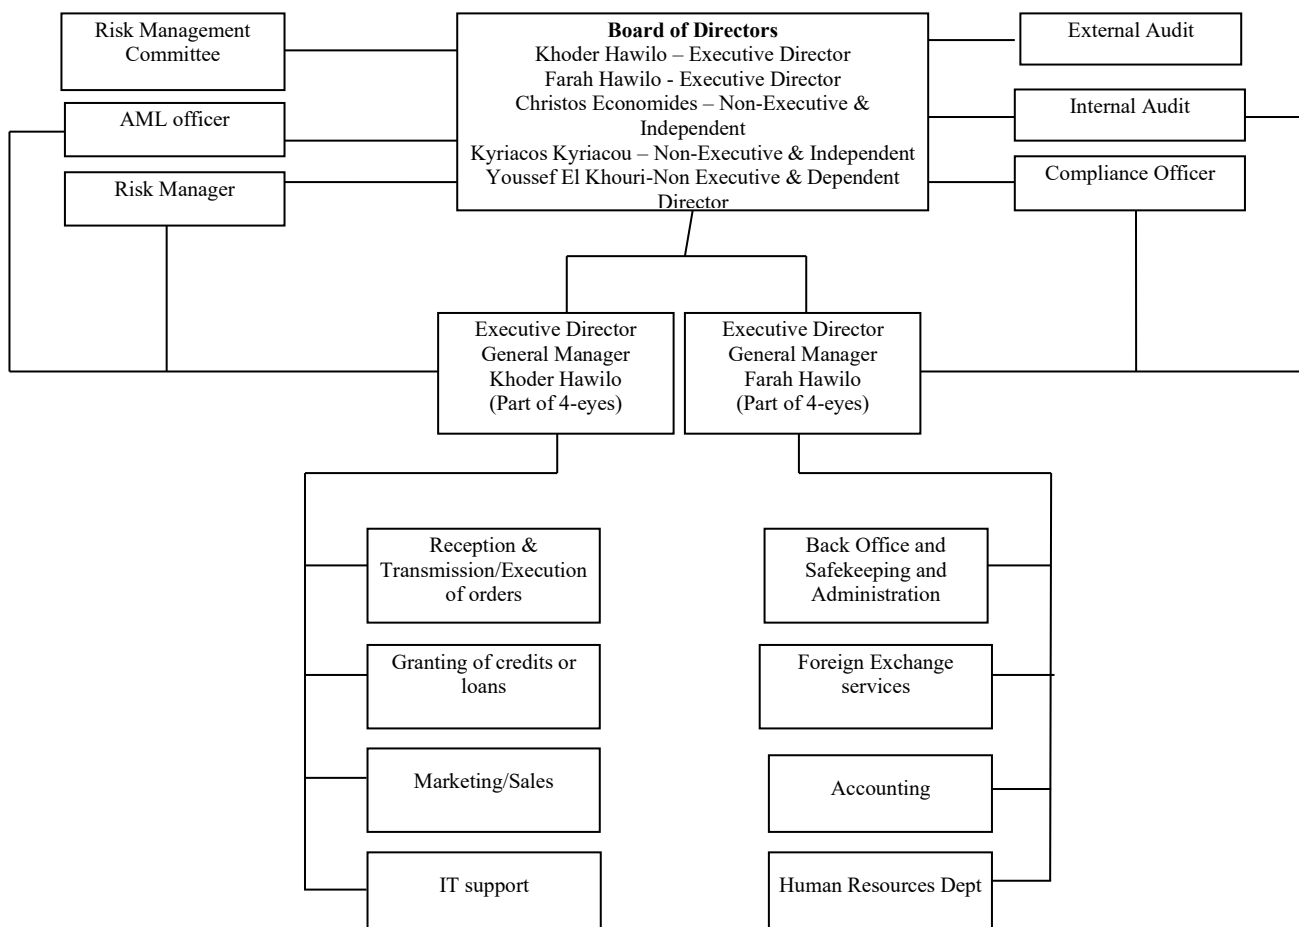 Risk Management
Committee
AML officer
Risk Manager
Board of Directors
Khoder Hawilo – Executive Director
Farah Hawilo - Executive Director
Christos Economides – Non-Executive &
Independent
Kyriacos Kyriacou – Non-Executive & Independent
Youssef El Khouri-Non Executive & Dependent
Director
External Audit
Internal Audit
Compliance Officer
Executive Director
General Manager
Khoder Hawilo
(Part of 4-eyes)
Executive Director
General Manager
Farah Hawilo
(Part of 4-eyes)
Reception &
Transmission/Execution
of orders
Granting of credits or
loans
Marketing/Sales
IT support
Back Office and
Safekeeping and
Administration
Foreign Exchange
services
Accounting
Human Resources Dept